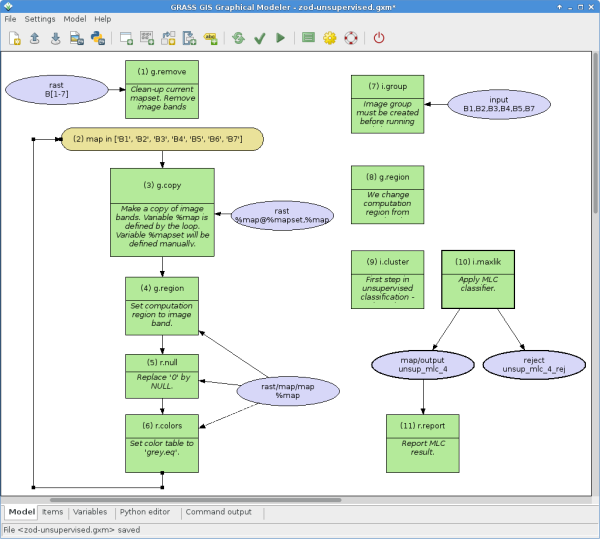 GRASS GIS Graphical Modeler - zod-unsupervised.gxm*
File Settings Model Help
rast
B[1-7]
(1) g.remove
Clean-up current
mapset. Remove
image bands
(2) map in ['B1', 'B2', 'B3', 'B4', 'B5', 'B6', 'B7']
(3) g.copy
Make a copy of image
bands. Variable %map is
defined by the loop.
Variable %mapset will be
defined manually.
rast
%map@%mapset,%map
(4) g.region
Set computation
region to image
band.
(5) r.null
Replace '0' by
NULL.
rast/map/map
%map
(6) r.colors
Set color table to
'grey.eq'.
(7) i.group
Image group
must be created
before running
input
B1,B2,B3,B4,B5,B7
(8) g.region
We change
computation
region from
(9) i.cluster
First step in
unsupervised
classification -
(10) i.maxlik
Apply MLC
classifier.
map/output
unsup_mlc_4
reject
unsup_mlc_4_rej
(11) r.report
Report MLC
result.
Model Items Variables Python editor Command output
File <zod-unsupervised.gxm> saved